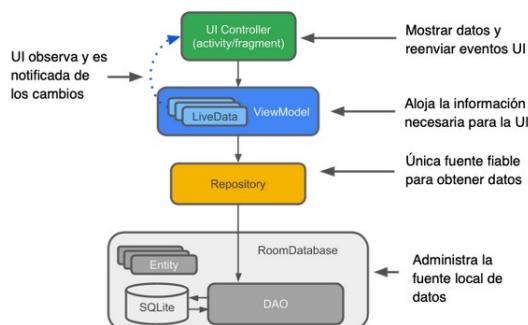 UI Controller
(activity/fragment)
Mostrar datos y
reenviar eventos UI
UI observa y es
notificada de
los cambios
LiveData
ViewModel
Aloja la información
necesaria para la UI
Repository
Única fuente fiable
para obtener datos
RoomDatabase
Entity
SQLite
DAO
Administra la
fuente local de
datos